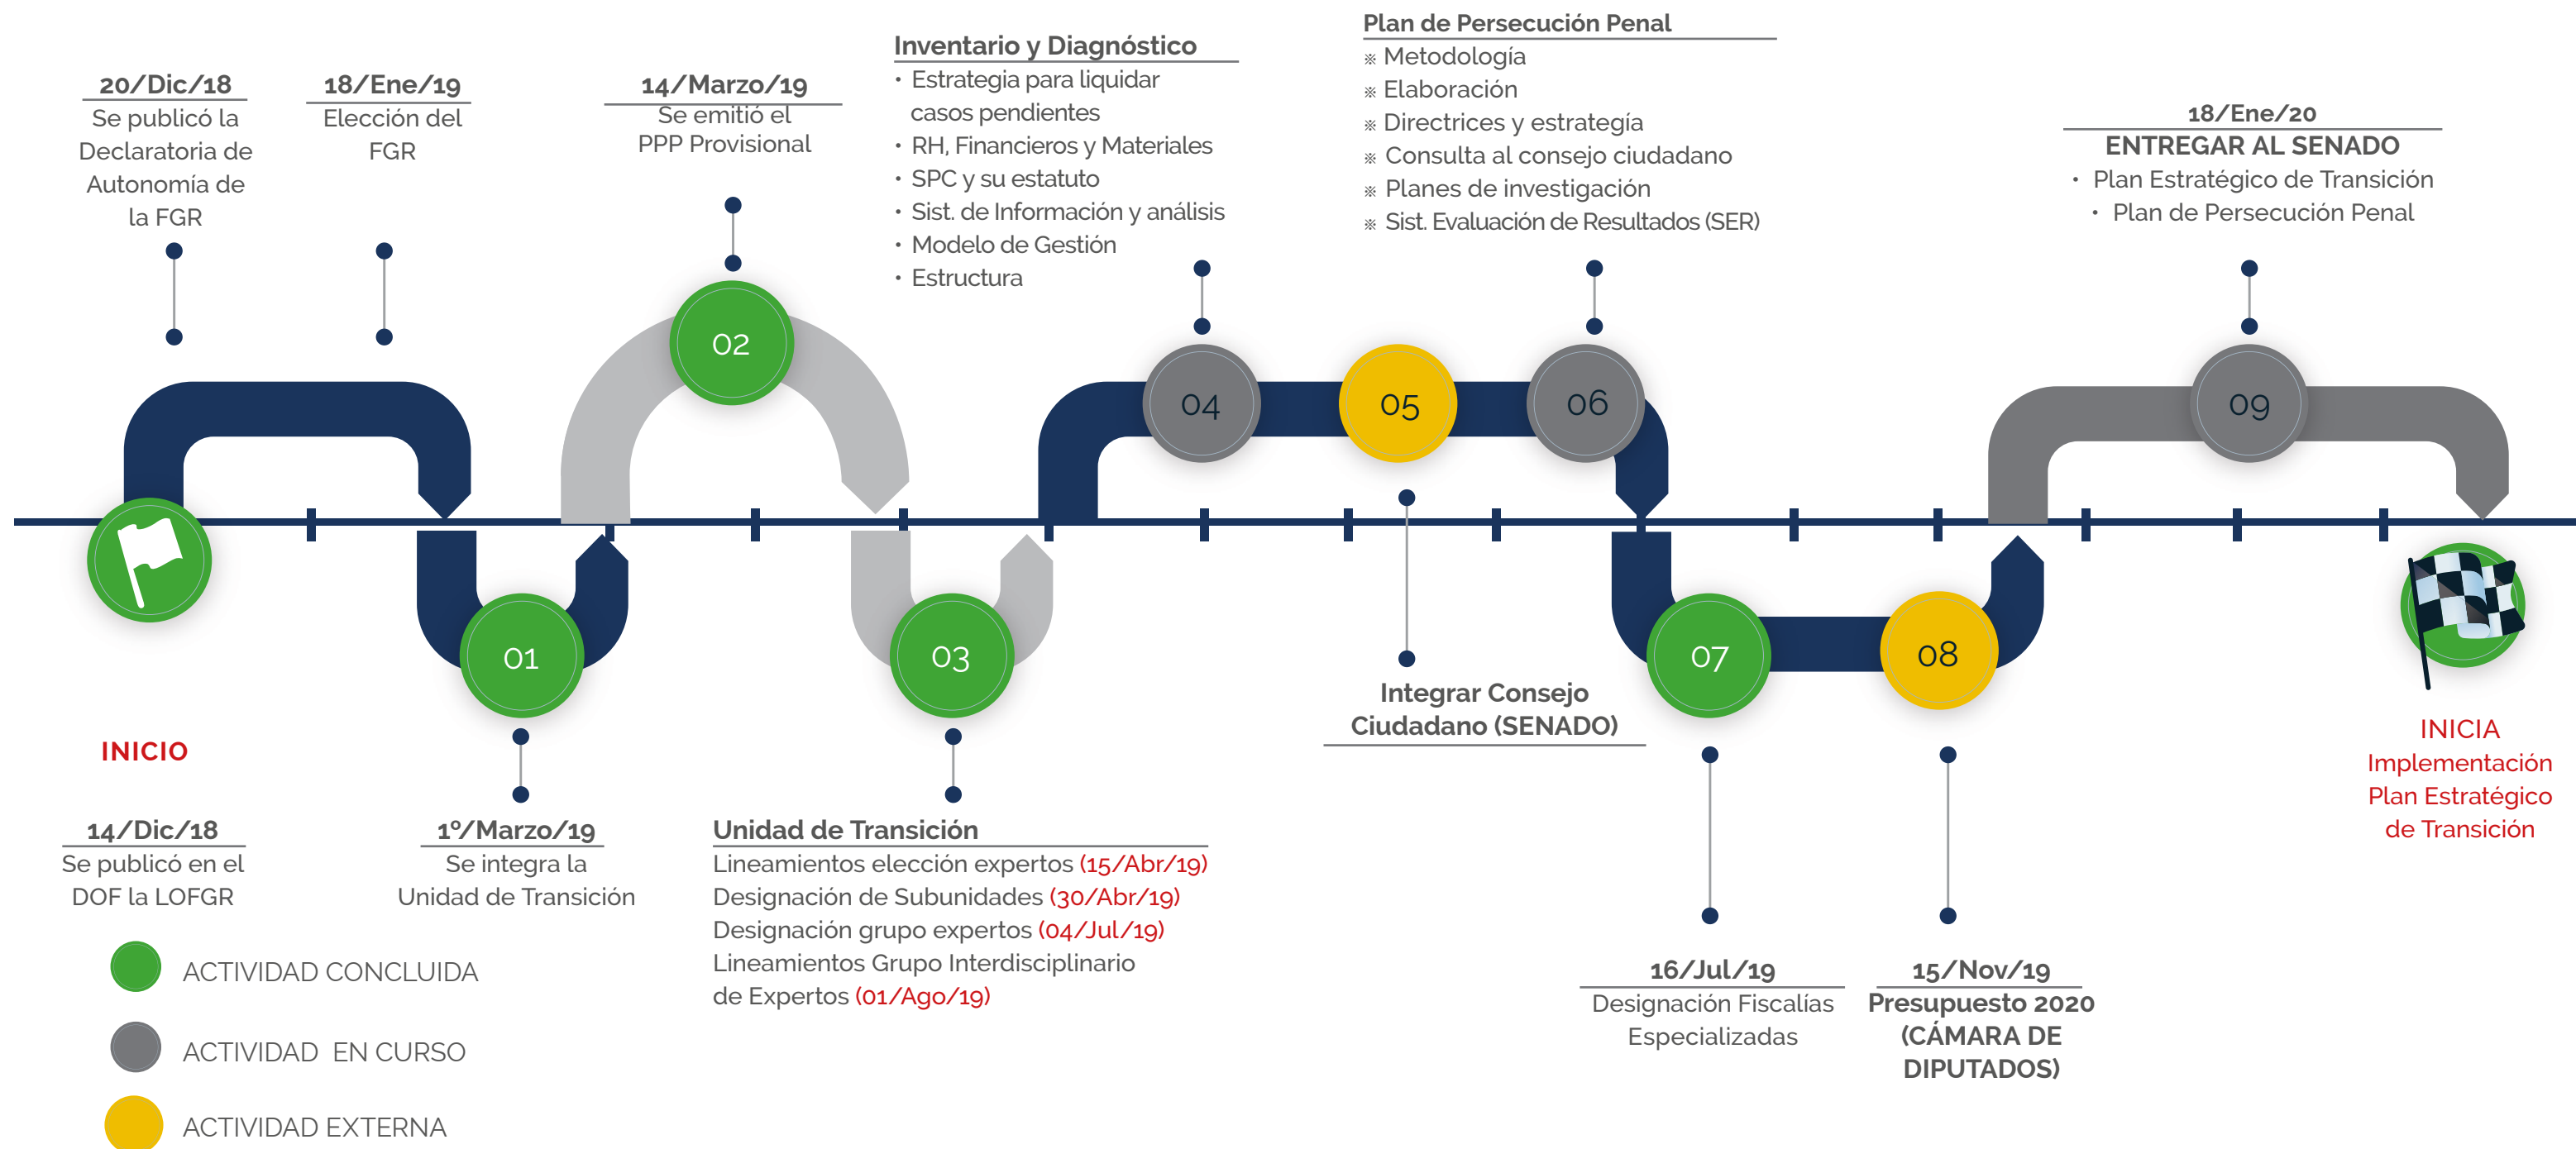 20/Dic/18
Se publicó la
Declaratoria de
Autonomía de
la FGR
18/Ene/19
Elección del
FGR
14/Marzo/19
Se emitió el
PPP Provisional
Inventario y Diagnóstico
• Estrategia para liquidar
casos pendientes
• RH, Financieros y Materiales
• SPC y su estatuto
• Sist. de Información y análisis
• Modelo de Gestión
• Estructura
Plan de Persecución Penal
※ Metodología
※ Elaboración
※ Directrices y estrategía
※ Consulta al consejo ciudadano
※ Planes de investigación
※ Sist. Evaluación de Resultados (SER)
18/Ene/20
ENTREGAR AL SENADO
• Plan Estratégico de Transición
• Plan de Persecución Penal
02
04
05
06
09
01
03
07
08
INICIO
14/Dic/18
Se publicó en el
DOF la LOFGR
1º/Marzo/19
Se integra la
Unidad de Transición
Unidad de Transición
Lineamientos elección expertos (15/Abr/19)
Designación de Subunidades (30/Abr/19)
Designación grupo expertos (04/Jul/19)
Lineamientos Grupo Interdisciplinario
de Expertos (01/Ago/19)
Integrar Consejo
Ciudadano (SENADO)
16/Jul/19
Designación Fiscalías
Especializadas
15/Nov/19
Presupuesto 2020
(CÁMARA DE
DIPUTADOS)
INICIA
Implementación
Plan Estratégico
de Transición
ACTIVIDAD CONCLUIDA
ACTIVIDAD EN CURSO
ACTIVIDAD EXTERNA